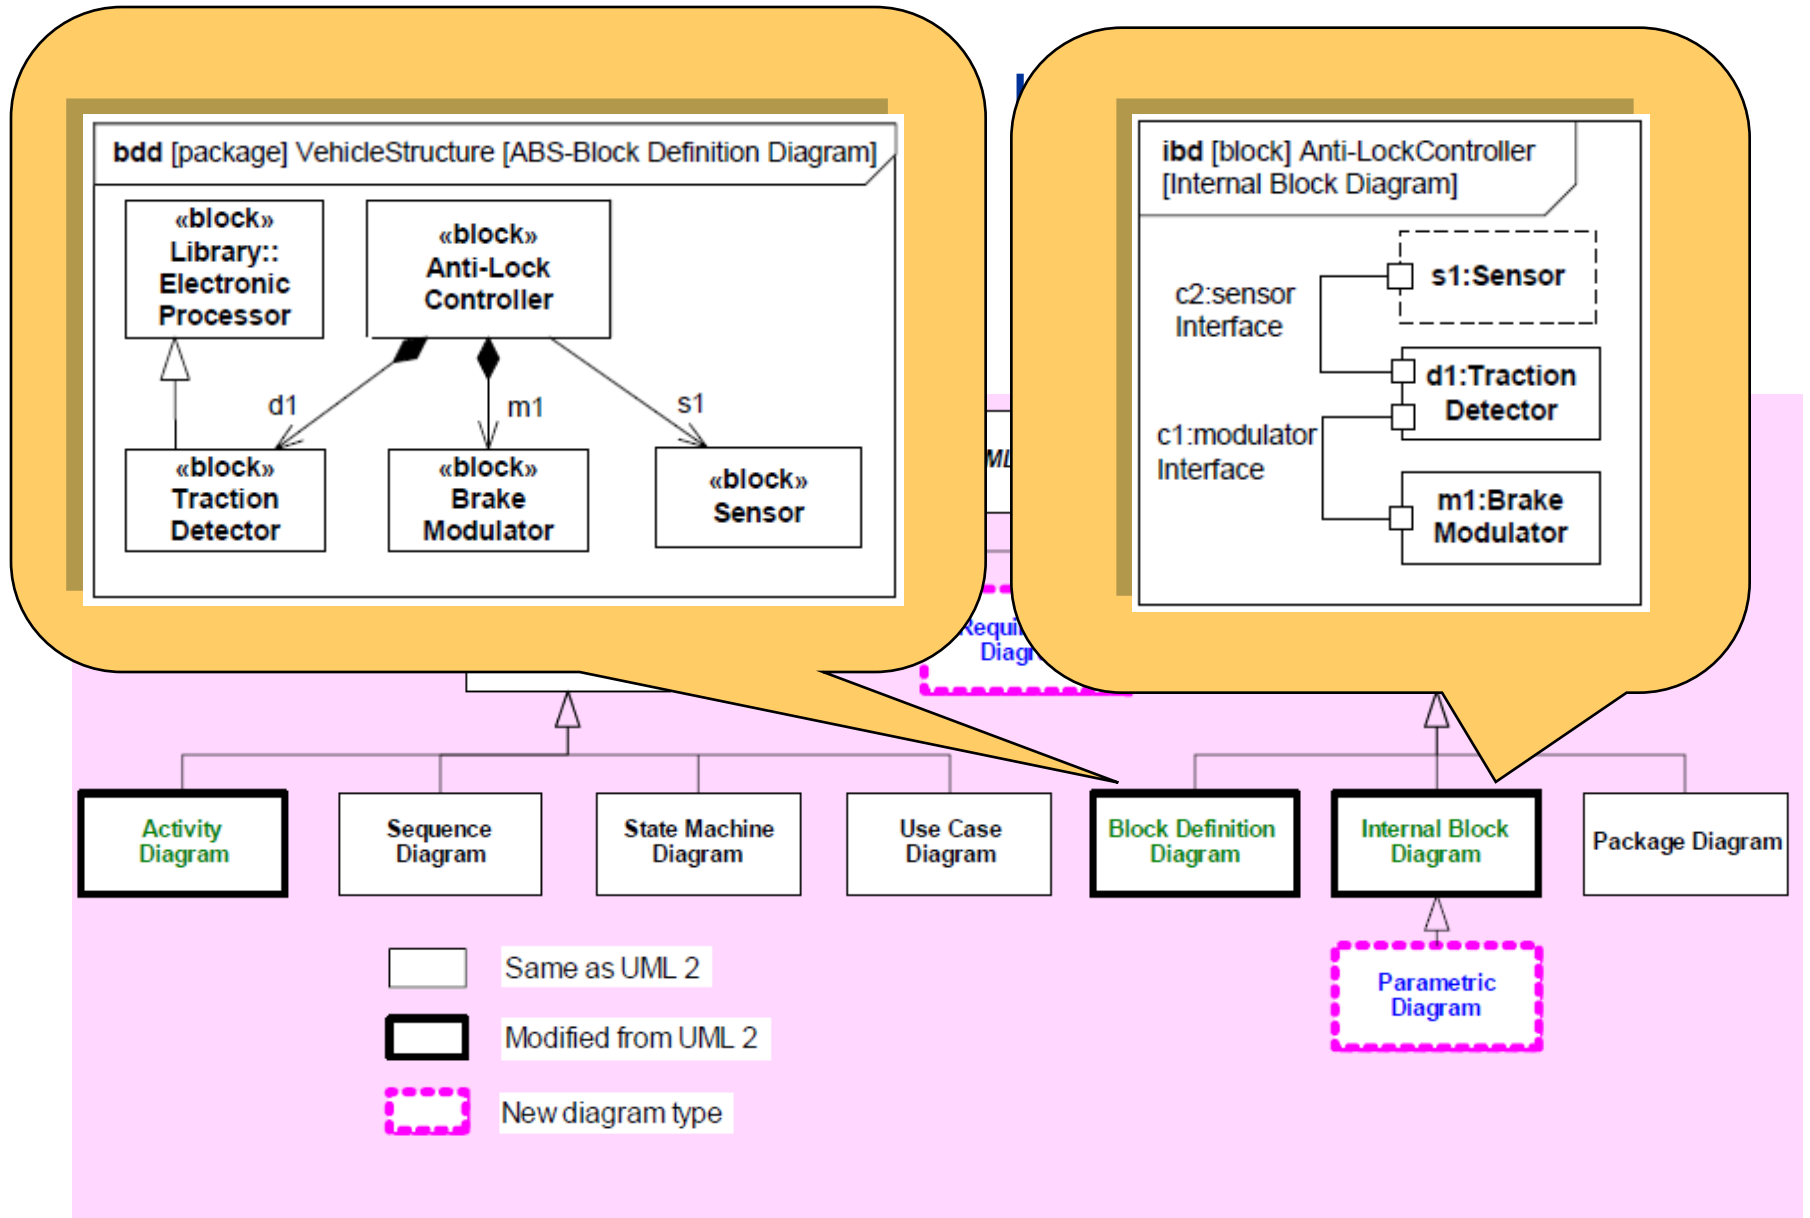 bdd [package] VehicleStructure [ABS-Block Definition Diagram]
«block»
Library::
Electronic
Processor
«block»
Anti-Lock
Controller
d1
m1
s1
«block»
Traction
Detector
«block»
Brake
Modulator
«block»
Sensor
ibd [block] Anti-LockController
[Internal Block Diagram]
s1:Sensor
c2:sensor
Interface
d1:Traction
Detector
c1:modulator
Interface
m1:Brake
Modulator
Activity
Diagram
Sequence
Diagram
State Machine
Diagram
Use Case
Diagram
Block Definition
Diagram
Internal Block
Diagram
Package Diagram
Parametric
Diagram
Same as UML 2
Modified from UML 2
New diagram type